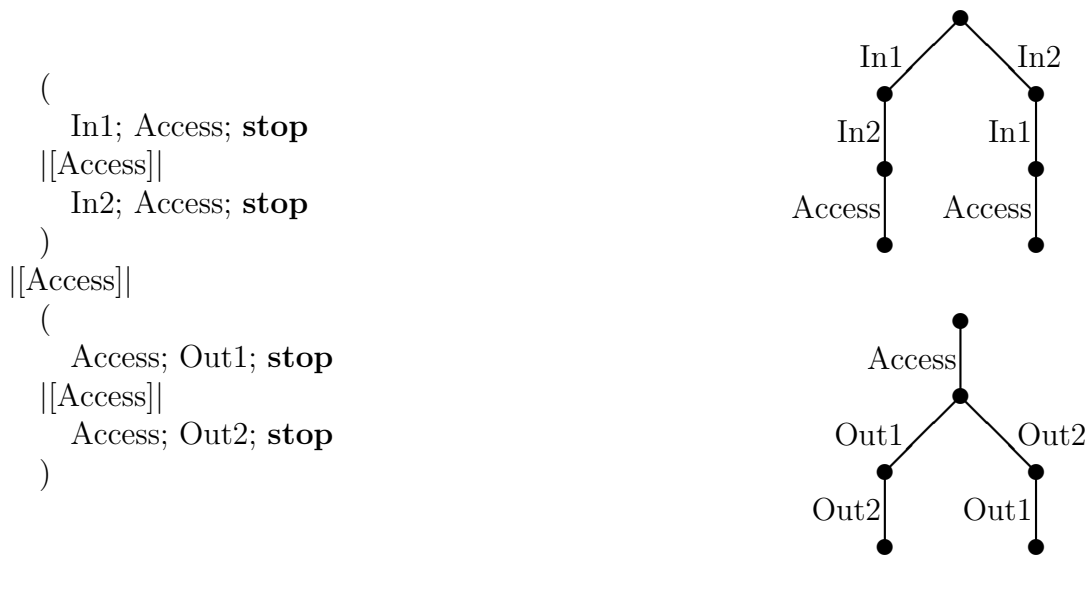 (
In1; Access; stop
|[Access]|
In2; Access; stop
)
|[Access]|
(
Access; Out1; stop
|[Access]|
Access; Out2; stop
)
In1 In2
In2 In1
Access Access
Access
Out1 Out2
Out2 Out1